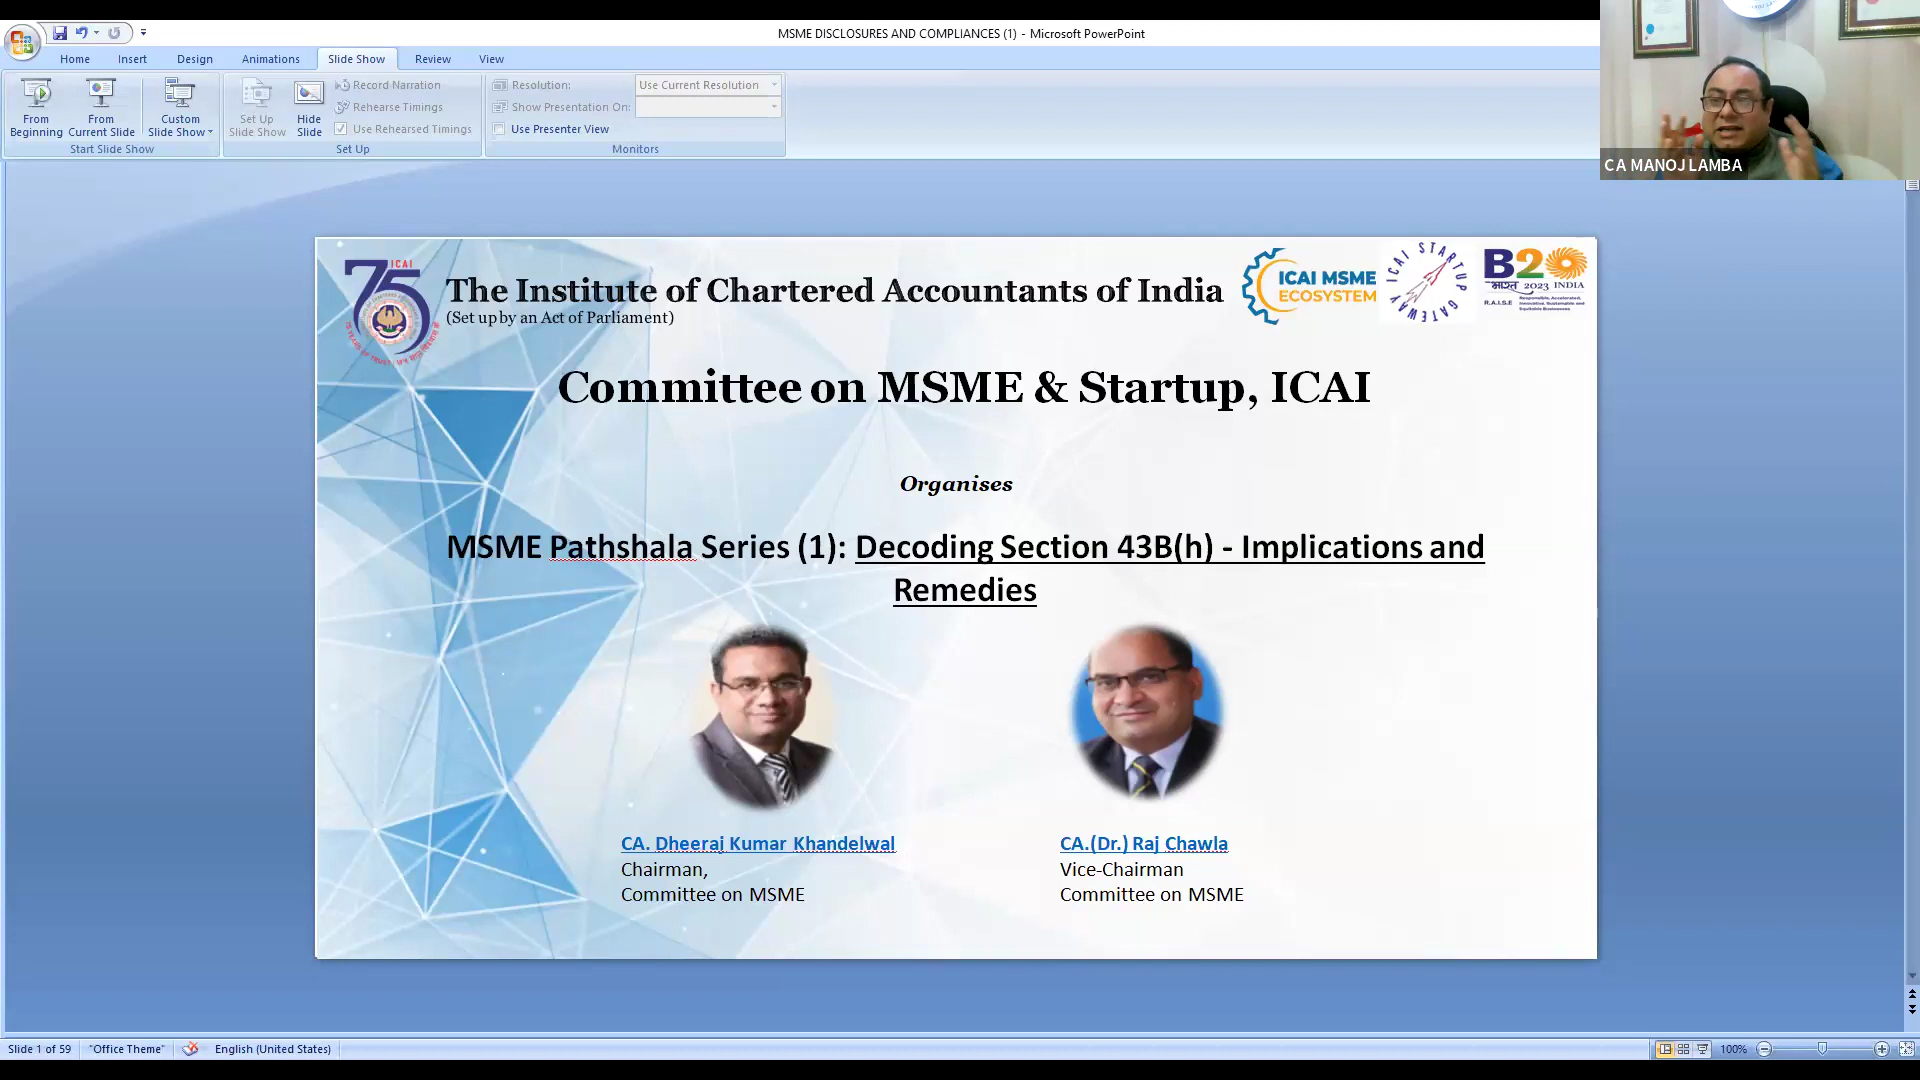 MSME DISCLOSURES AND COMPLIANCES (1) - Microsoft PowerPoint
Home Insert Design Animations Slide Show Review View
From Beginning
From Current Slide
Custom Slide Show
Start Slide Show
Set Up Slide Show
Hide Slide
Record Narration
Rehearse Timings
Use Rehearsed Timings
Set Up
Resolution: Use Current Resolution
Show Presentation On:
Use Presenter View
Monitors
CA MANOJ LAMBA
ICAI
75
The Institute of Chartered Accountants of India
(Set up by an Act of Parliament)
ICAI MSME
ECOSYSTEM
ICAI STARTUP GATEWAY
B20
भारत 2023 INDIA
R.A.I.S.E
Committee on MSME & Startup, ICAI
Organises
MSME Pathshala Series (1): Decoding Section 43B(h) - Implications and
Remedies
CA. Dheeraj Kumar Khandelwal
Chairman,
Committee on MSME
CA.(Dr.) Raj Chawla
Vice-Chairman
Committee on MSME
Slide 1 of 59 "Office Theme" English (United States) 100%